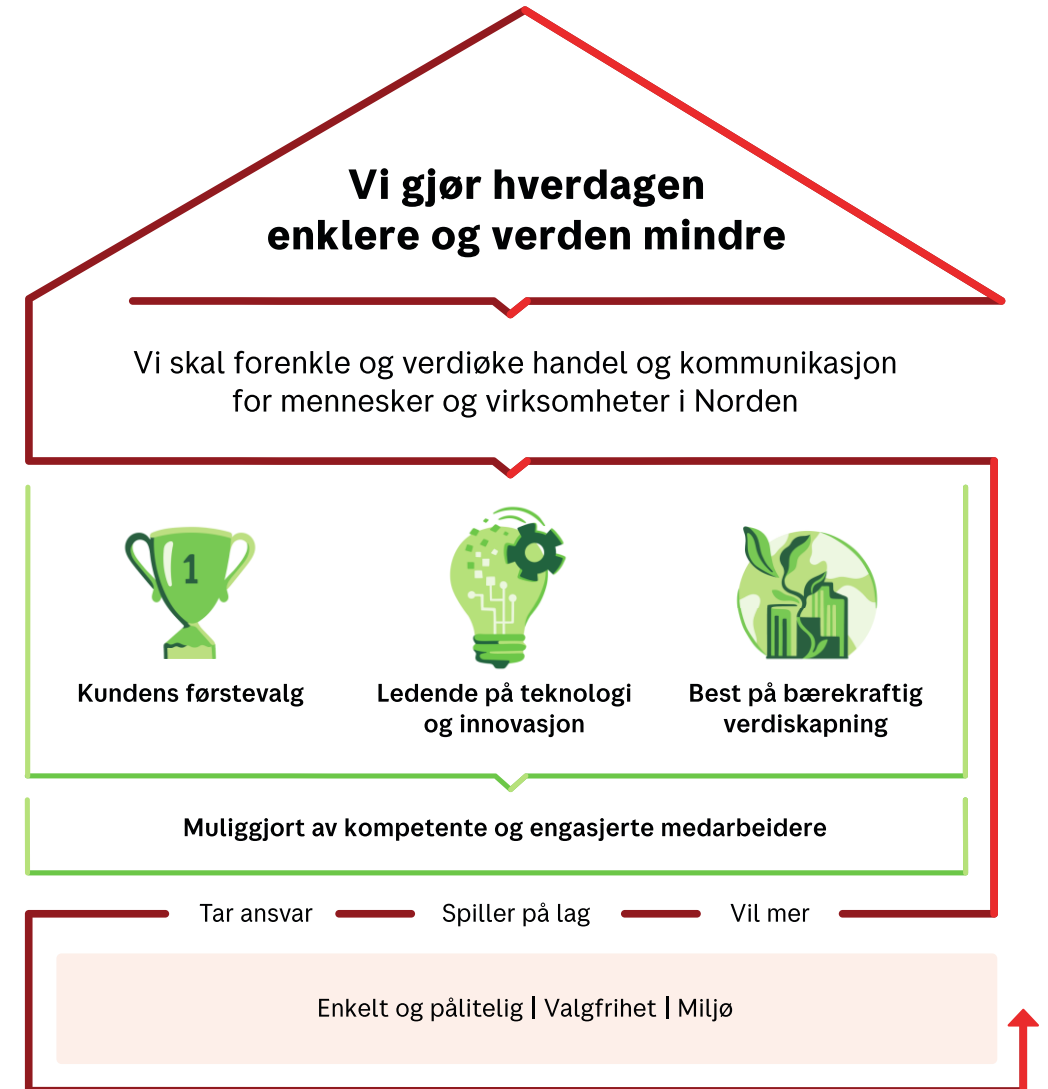 Vi gjør hverdagen
enklere og verden mindre
Vi skal forenkle og verdiøke handel og kommunikasjon
for mennesker og virksomheter i Norden
1
Kundens førstevalg
Ledende på teknologi
og innovasjon
Best på bærekraftig
verdiskapning
Muliggjort av kompetente og engasjerte medarbeidere
Tar ansvar
Spiller på lag
Vil mer
Enkelt og pålitelig | Valgfrihet | Miljø